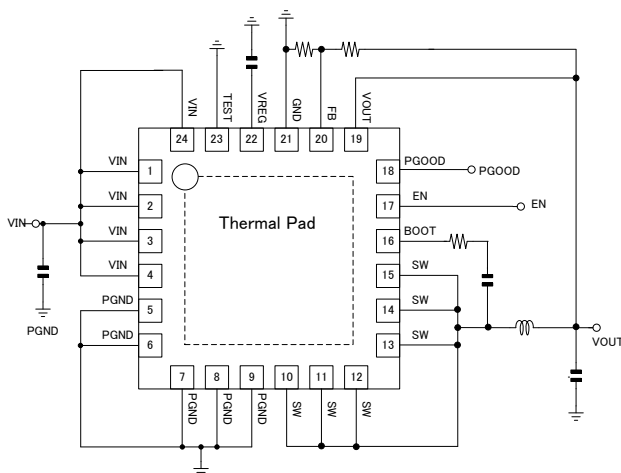 VIN
TEST
VREG
GND
FB
VOUT
24
23
22
21
20
19
VIN
1
VIN
2
VIN
3
VIN
4
PGND
5
PGND
6
VIN
PGND
Thermal Pad
18
PGOOD
PGOOD
17
EN
EN
16
BOOT
15
SW
14
SW
13
SW
VOUT
7
8
9
10
11
12
PGND
PGND
PGND
SW
SW
SW